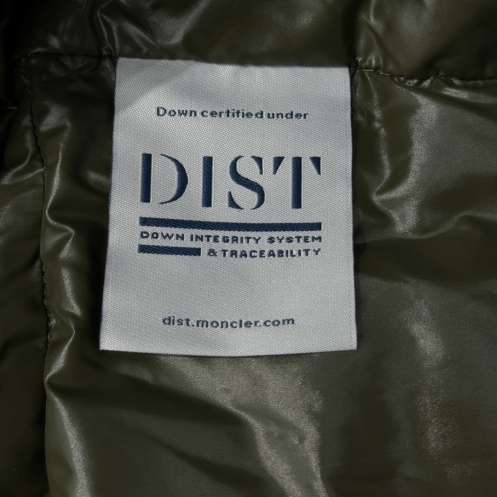 Down certified under
DIST
DOWN INTEGRITY SYSTEM
& TRACEABILITY
dist.moncler.com